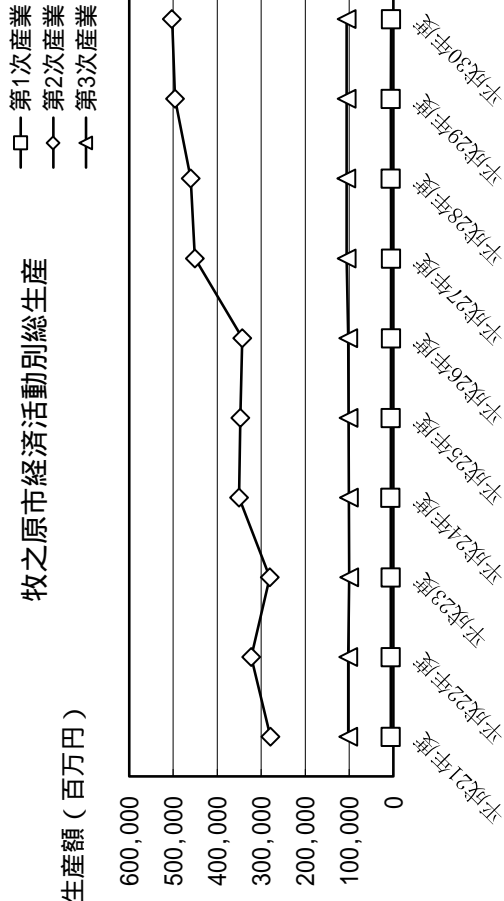 牧之原市経済活動別総生産
生産額（百万円）
第1次産業
第2次産業
第3次産業
600,000
500,000
400,000
300,000
200,000
100,000
0
平成21年度
平成22年度
平成23度
平成24年度
平成25年度
平成26年度
平成27年度
平成28年度
平成29年度
平成30年度